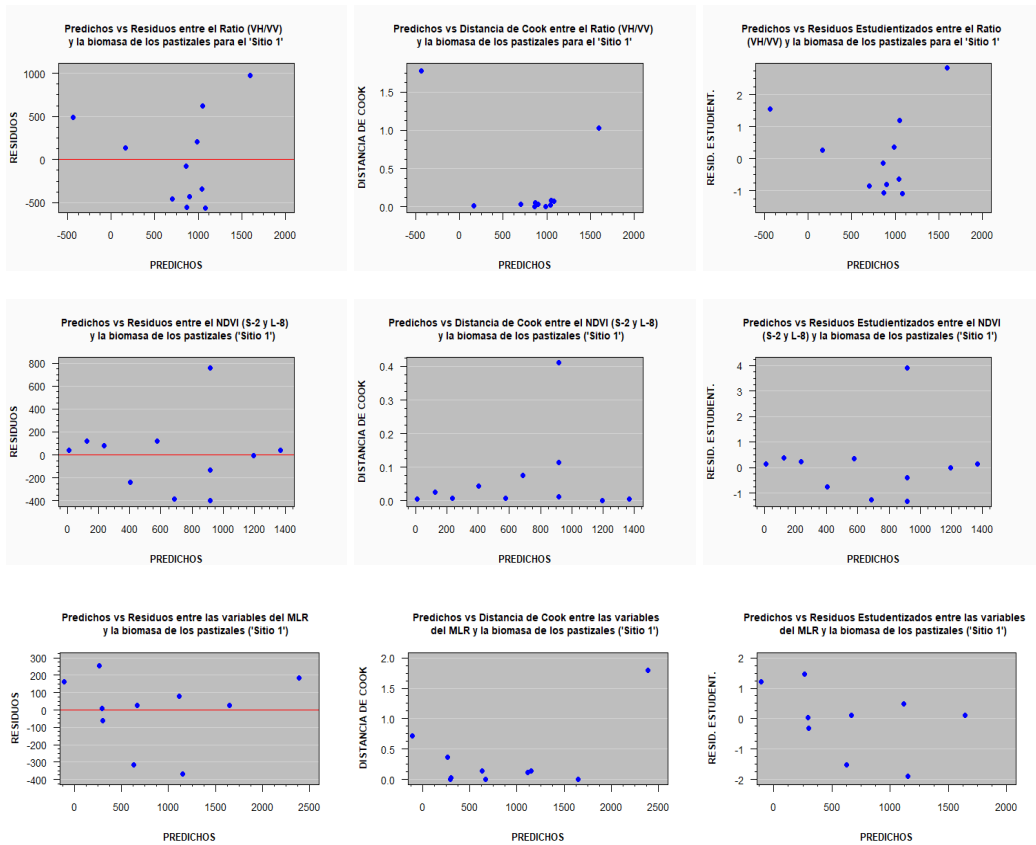 Predichos vs Residuos entre el Ratio (VH/VV)
y la biomasa de los pastizales para el 'Sitio 1'
RESIDUOS
1000
500
0
-500
-500 0 500 1000 1500 2000
PREDICHOS
Predichos vs Distancia de Cook entre el Ratio (VH/VV)
y la biomasa de los pastizales para el 'Sitio 1'
DISTANCIA DE COOK
1.5
1.0
0.5
0.0
-500 0 500 1000 1500 2000
PREDICHOS
Predichos vs Residuos Estudientizados entre el Ratio
(VH/VV) y la biomasa de los pastizales para el 'Sitio 1'
RESID. ESTUDIENT.
2
1
0
-1
-500 0 500 1000 1500 2000
PREDICHOS
Predichos vs Residuos entre el NDVI (S-2 y L-8)
y la biomasa de los pastizales ('Sitio 1')
RESIDUOS
800
600
400
200
0
-200
-400
0 200 400 600 800 1000 1200 1400
PREDICHOS
Predichos vs Distancia de Cook entre el NDVI (S-2 y L-8)
y la biomasa de los pastizales ('Sitio 1')
DISTANCIA DE COOK
0.4
0.3
0.2
0.1
0.0
0 200 400 600 800 1000 1200 1400
PREDICHOS
Predichos vs Residuos Estudientizados entre el NDVI
(S-2 y L-8) y la biomasa de los pastizales ('Sitio 1')
RESID. ESTUDIENT.
4
3
2
1
0
-1
0 200 400 600 800 1000 1200 1400
PREDICHOS
Predichos vs Residuos entre las variables del MLR
y la biomasa de los pastizales ('Sitio 1')
RESIDUOS
300
200
100
0
-100
-200
-300
-400
0 500 1000 1500 2000 2500
PREDICHOS
Predichos vs Distancia de Cook entre las variables
del MLR y la biomasa de los pastizales ('Sitio 1')
DISTANCIA DE COOK
2.0
1.5
1.0
0.5
0.0
0 500 1000 1500 2000 2500
PREDICHOS
Predichos vs Residuos Estudentizados entre las variables
del MLR y la biomasa de los pastizales ('Sitio 1')
RESID. ESTUDIENT.
2
1
0
-1
-2
0 500 1000 1500 2000
PREDICHOS